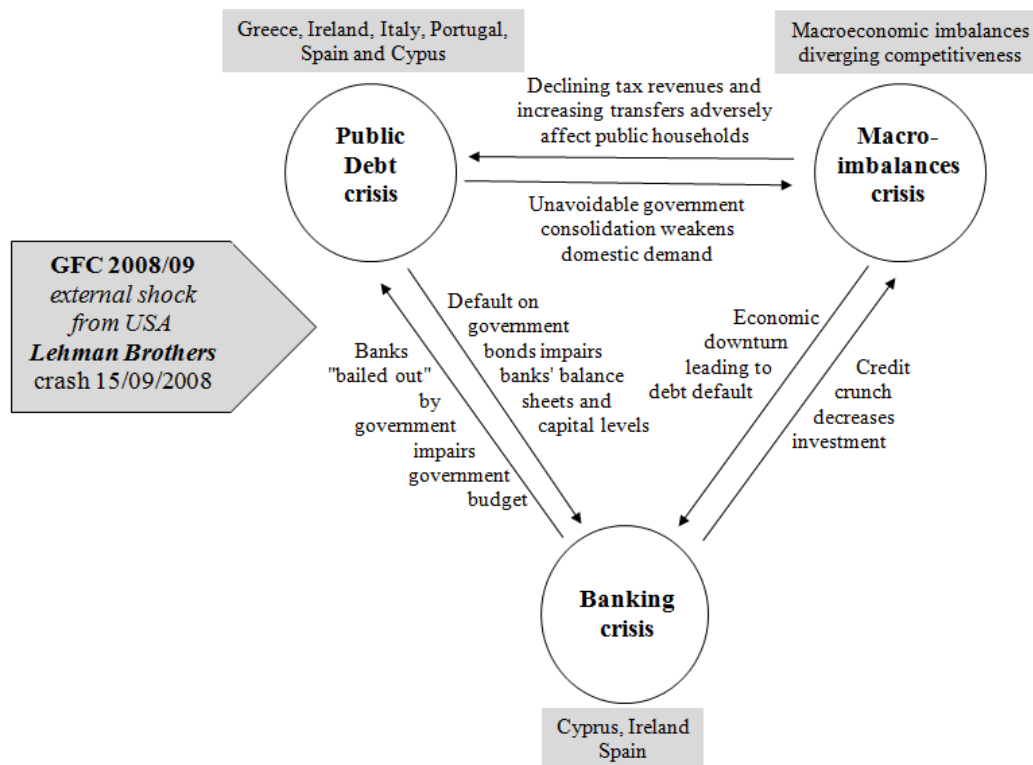 Greece, Ireland, Italy, Portugal,
Spain and Cypus
Macroeconomic imbalances
diverging competitiveness
Declining tax revenues and
increasing transfers adversely
affect public households
Public
Debt
crisis
Macro-
imbalances
crisis
Unavoidable government
consolidation weakens
domestic demand
GFC 2008/09
external shock
from USA
Lehman Brothers
crash 15/09/2008
Default on
government
bonds impairs
banks' balance
sheets and
capital levels
Banks
"bailed out"
by
government
impairs
government
budget
Economic
downturn
leading to
debt default
Credit
crunch
decreases
investment
Banking
crisis
Cyprus, Ireland
Spain